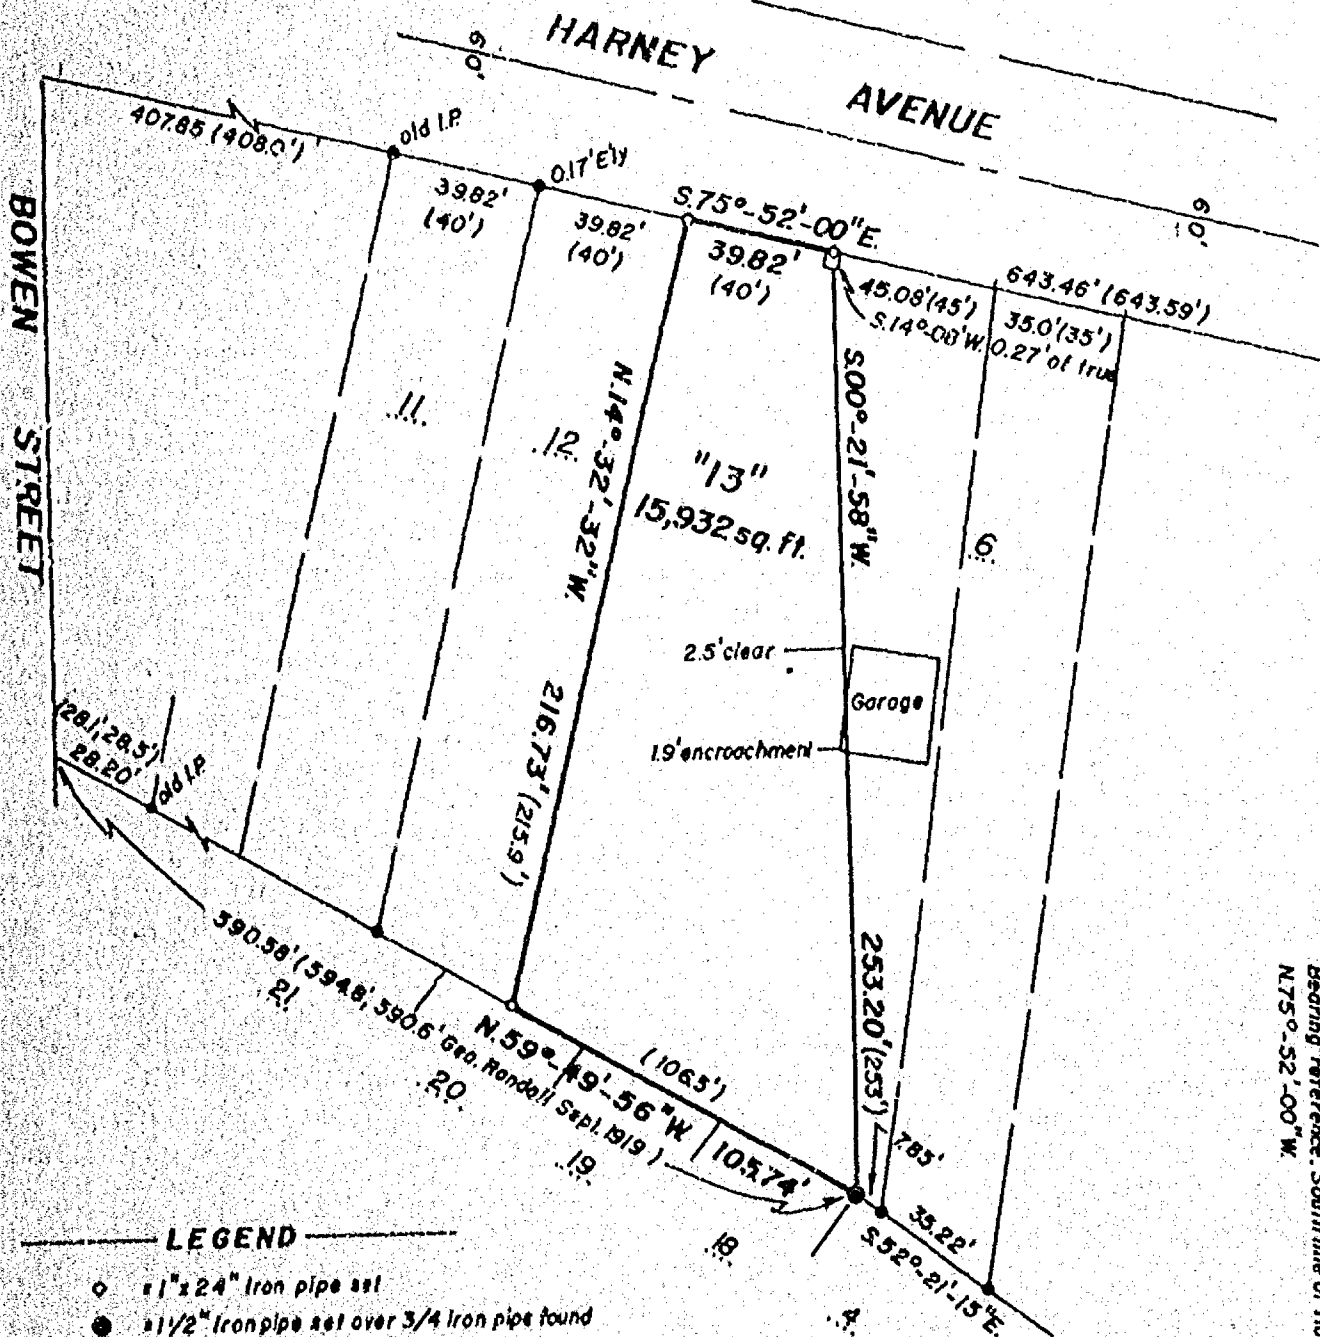 HARNEY AVENUE
60'
60'
BOWEN STREET
407.85 (408.0')
old I.P.
0.17' E'ly
39.82'
(40')
39.82'
(40')
S.75°-52'-00"E.
39.82'
(40')
45.08'(45')
S.14°-08'W. 0.27' of true
643.46' (643.59')
35.0'(35')
11
12
"13"
15,932 sq. ft.
6
N.14°-32'-32"W. 216.73' (215.9')
S.00°-21'-58"W. 253.20' (253')
2.5' clear
Garage
1.9' encroachment
(28.1', 28.5')
28.20'
old I.P.
590.58' (594.8', 590.6' Geo. Randall Sept. 1919)
N.59°-49'-56"W.
(106.5')
105.74'
7.85'
35.22'
S.52°-21'-15"E.
21
20
19
18
4
N.75°-52'-00"W.
LEGEND
=1"x24" Iron pipe set
=1 1/2" Iron pipe set over 3/4 Iron pipe found